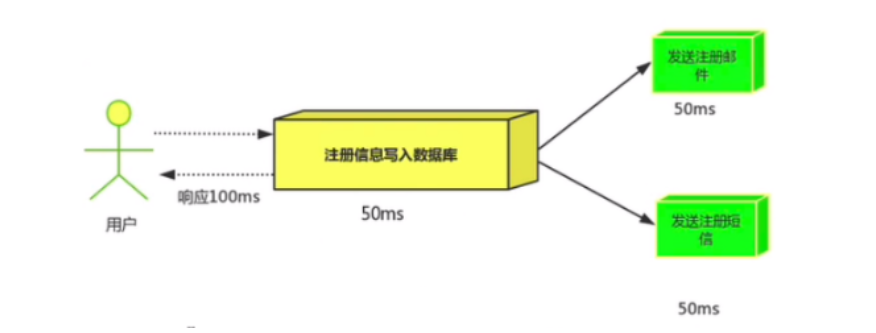 发送注册邮
件
50ms
注册信息写入数据库
响应100ms
用户
50ms
发送注册短
信
50ms